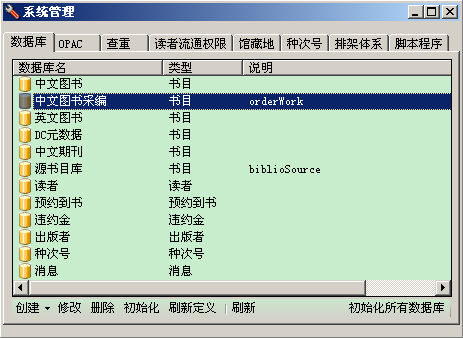 系统管理
数据库 OPAC 查重 读者流通权限 馆藏地 种次号 排架体系 脚本程序
数据库名 类型 说明
中文图书 书目
中文图书采编 书目 orderWork
英文图书 书目
DC元数据 书目
中文期刊 书目
源书目库 书目 biblioSource
读者 读者
预约到书 预约到书
违约金 违约金
出版者 出版者
种次号 种次号
消息 消息
创建 修改 删除 初始化 刷新定义 刷新 初始化所有数据库